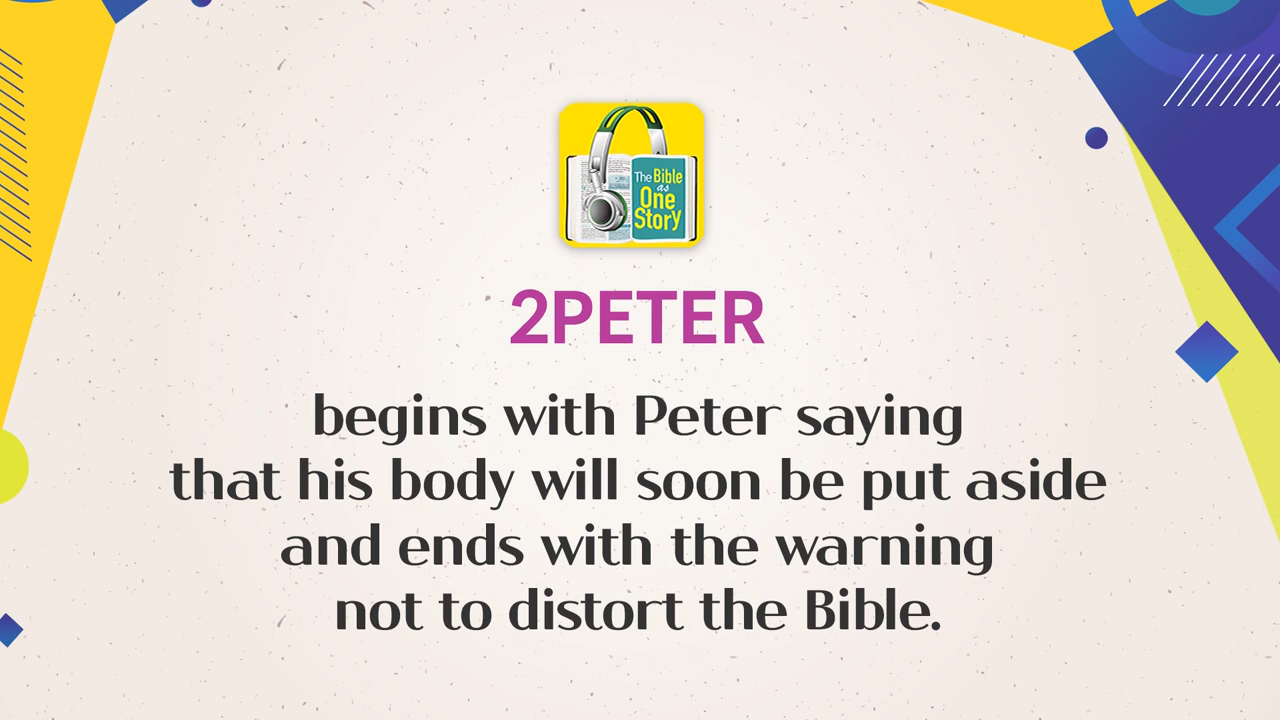 The Bible
as
One
Story
2PETER
begins with Peter saying
that his body will soon be put aside
and ends with the warning
not to distort the Bible.